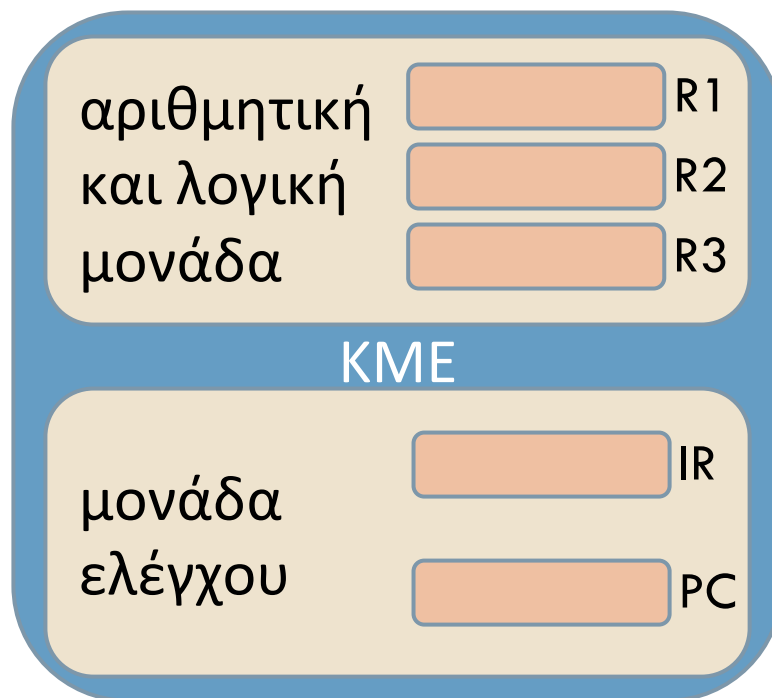 αριθμητική
και λογική
μονάδα
R1
R2
R3
ΚΜΕ
μονάδα
ελέγχου
IR
PC